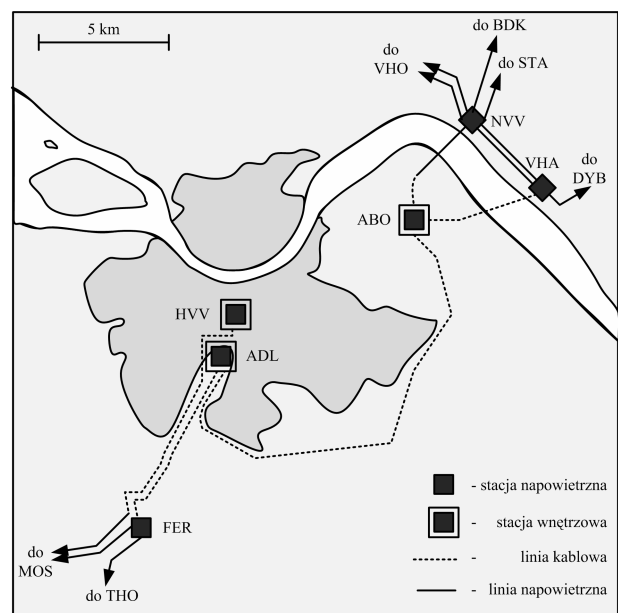 5 km
do BDK
do
VHO
do STA
NVV
VHA
do
DYB
ABO
HVV
ADL
- stacja napowietrzna
- stacja wnętrzowa
FER
do
MOS
- linia kablowa
do THO
- linia napowietrzna